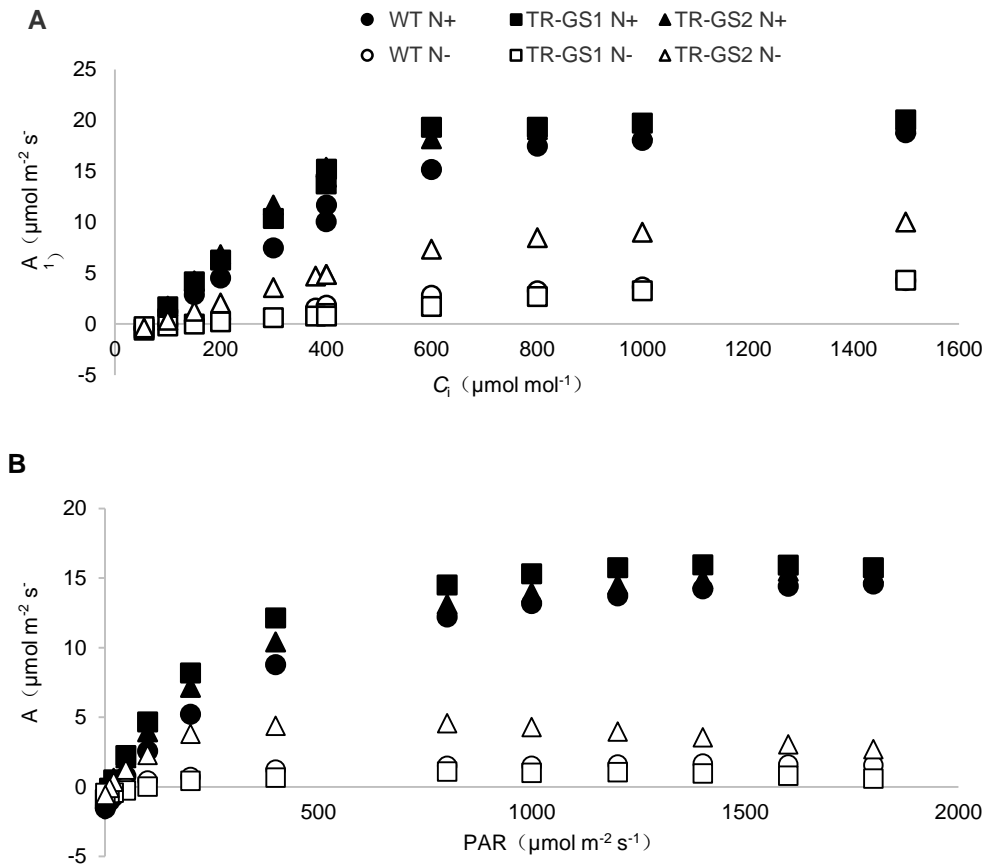 A
WT N+ TR-GS1 N+ TR-GS2 N+
WT N- TR-GS1 N- TR-GS2 N-
25
20
15
10
5
0
-5
A（µmol m-2 s-
1）
0 200 400 600 800 1000 1200 1400 1600
Ci（µmol mol-1）
B
20
15
10
5
0
-5
A（µmol m-2 s-
500 1000 1500 2000
PAR（µmol m-2 s-1）